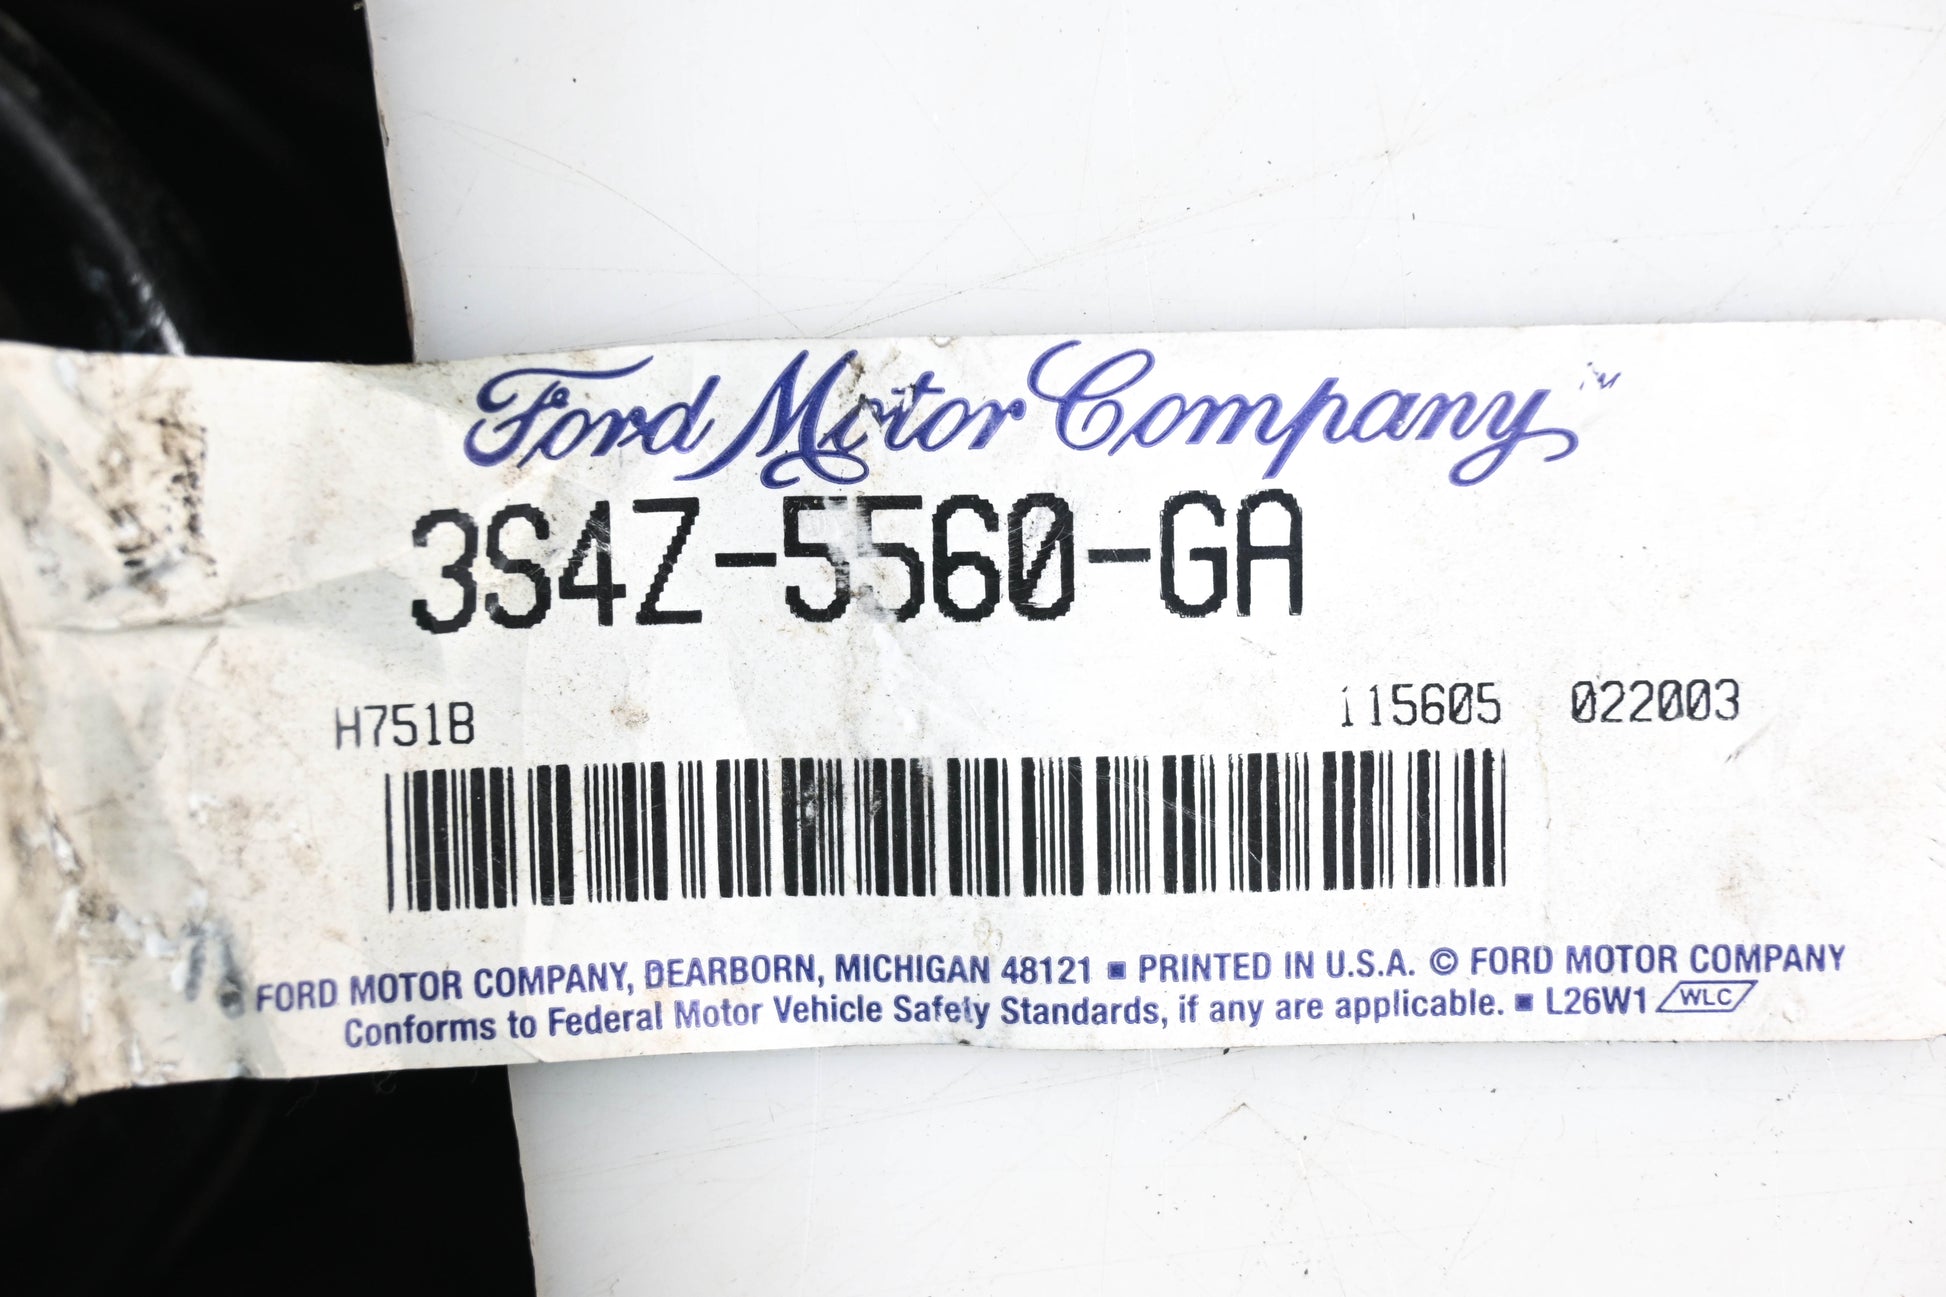 Ford Motor Company™
3S4Z-5560-GA
H751B 115605 022003
FORD MOTOR COMPANY, DEARBORN, MICHIGAN 48121 ■ PRINTED IN U.S.A. © FORD MOTOR COMPANY
Conforms to Federal Motor Vehicle Safety Standards, if any are applicable. ■ L26W1 WLC